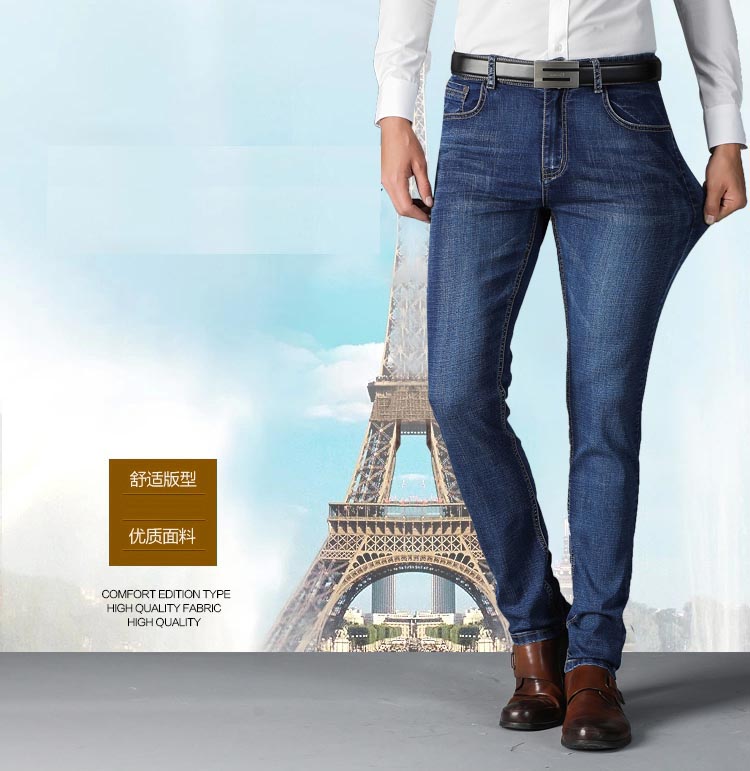 舒适版型
优质面料
COMFORT EDITION TYPE
HIGH QUALITY FABRIC
HIGH QUALITY